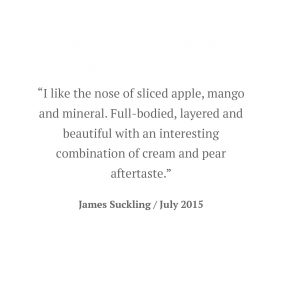 “I like the nose of sliced apple, mango
and mineral. Full-bodied, layered and
beautiful with an interesting
combination of cream and pear
aftertaste.”
James Suckling / July 2015